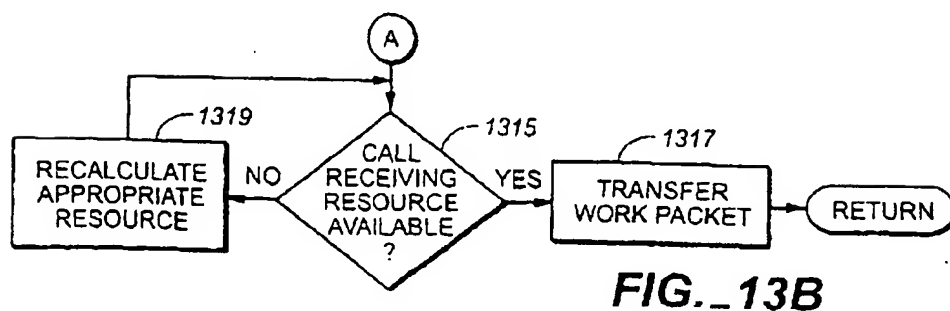 A
1319
1315
1317
RECALCULATE
APPROPRIATE
RESOURCE
NO
CALL
RECEIVING
RESOURCE
AVAILABLE
?
YES
TRANSFER
WORK PACKET
RETURN
FIG._13B